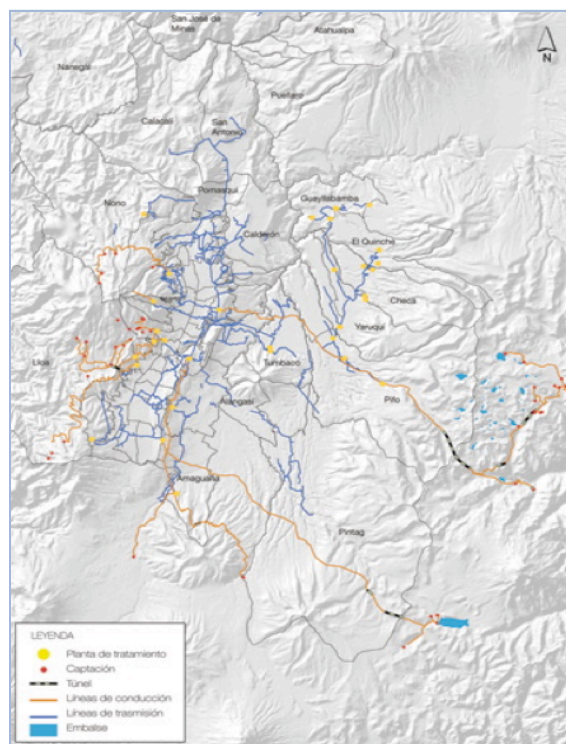 San José de
Minas
Atahualpa
Nanegal
Puellaro
Calacalí
San
Antonio
N
Nono
Pomasqui
Guayllabamba
Calderón
El Quinche
Checa
Yaruquí
Lloa
Tumbaco
Pifo
Alangasí
Amaguaña
Pintag
LEYENDA
Planta de tratamiento
Captación
Túnel
Líneas de conducción
Líneas de trasmisión
Embalse